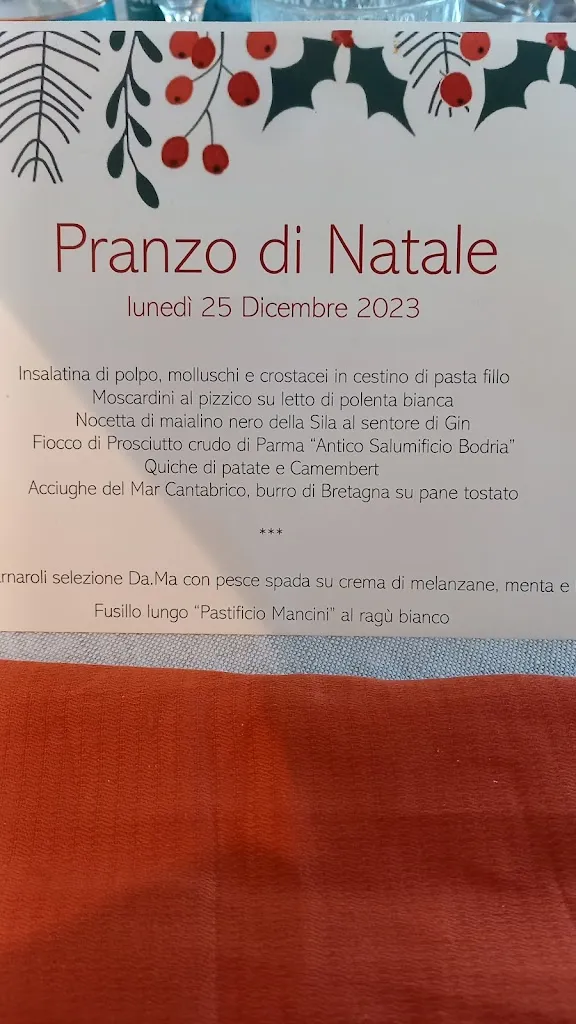 Pranzo di Natale
lunedì 25 Dicembre 2023
Insalatina di polpo, molluschi e crostacei in cestino di pasta fillo
Moscardini al pizzico su letto di polenta bianca
Nocetta di maialino nero della Sila al sentore di Gin
Fiocco di Prosciutto crudo di Parma “Antico Salumificio Bodria”
Quiche di patate e Camembert
Acciughe del Mar Cantabrico, burro di Bretagna su pane tostato
***
selezione Da.Ma con pesce spada su crema di melanzane, menta e
Fusillo lungo “Pastificio Mancini” al ragù bianco